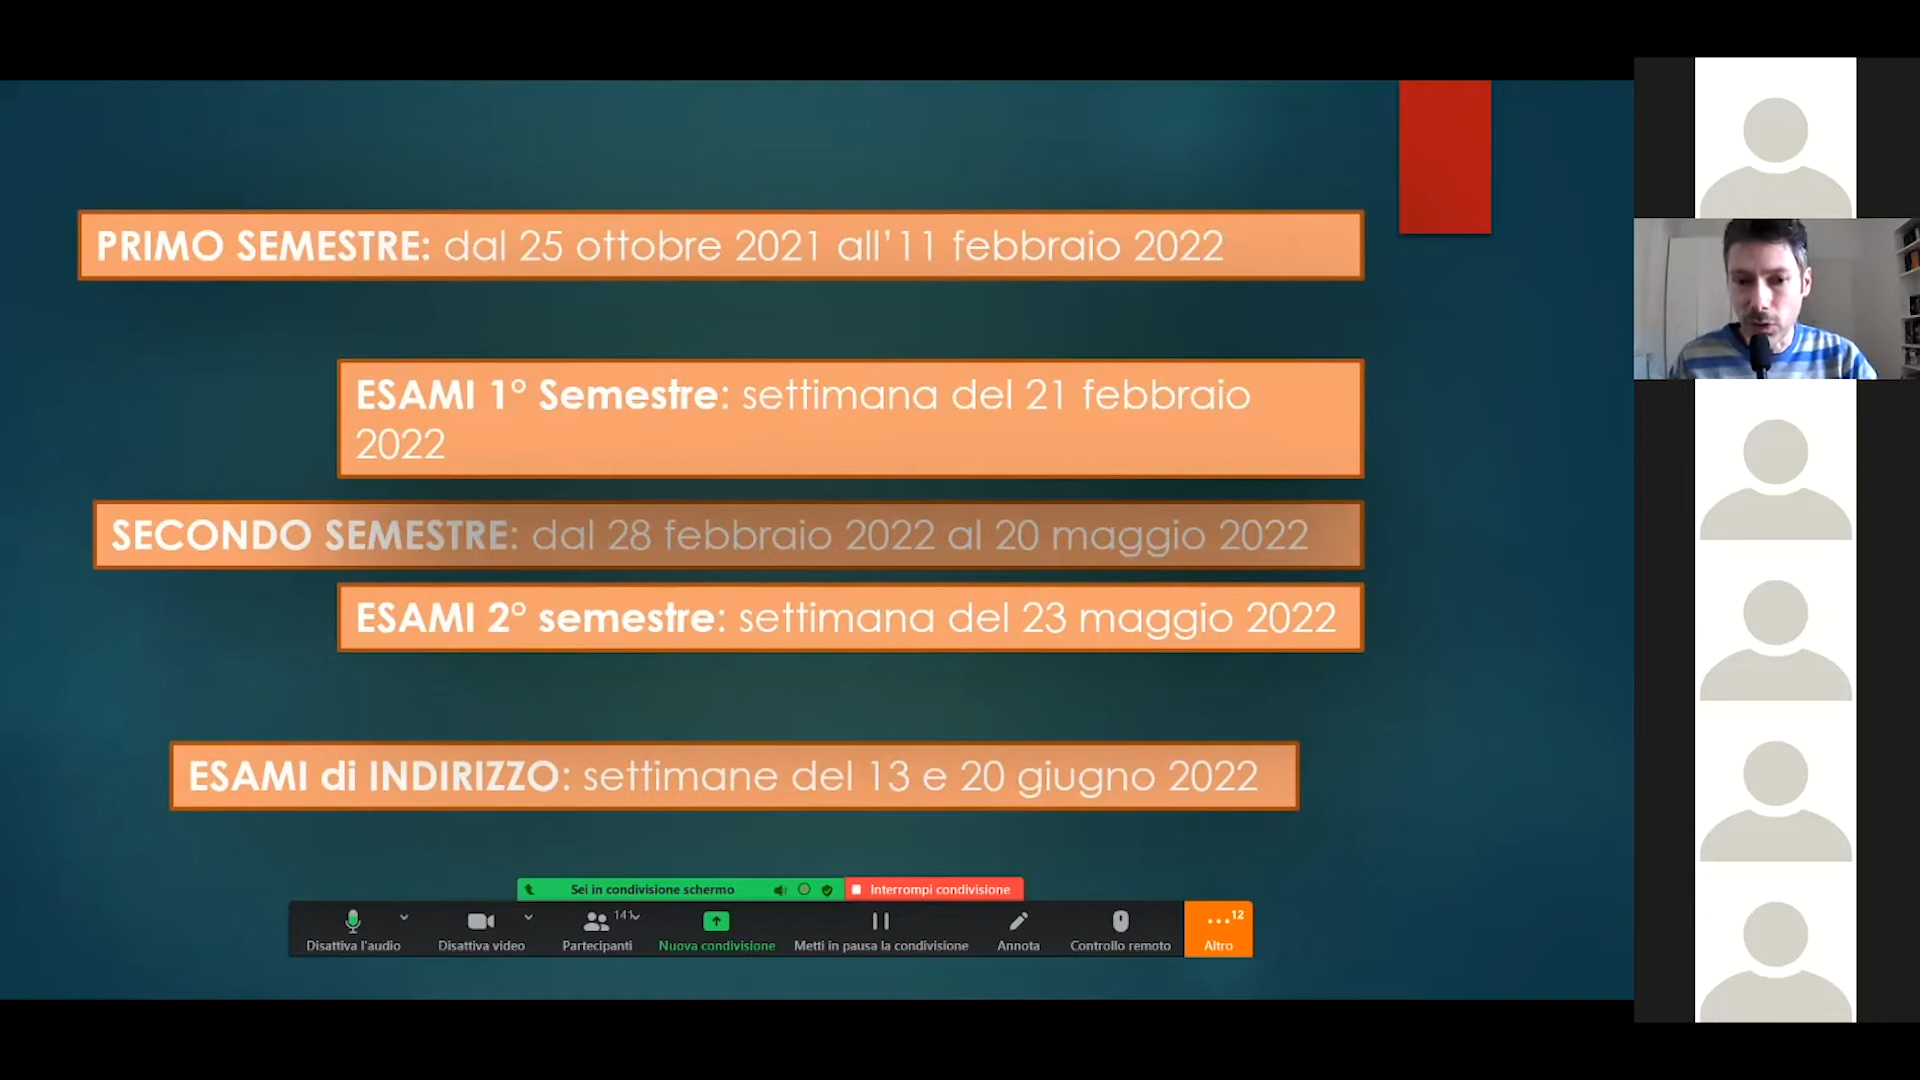 PRIMO SEMESTRE: dal 25 ottobre 2021 all’11 febbraio 2022
ESAMI 1° Semestre: settimana del 21 febbraio
2022
SECONDO SEMESTRE: dal 28 febbraio 2022 al 20 maggio 2022
ESAMI 2° semestre: settimana del 23 maggio 2022
ESAMI di INDIRIZZO: settimane del 13 e 20 giugno 2022
Sei in condivisione schermo
Interrompi condivisione
141
12
Disattiva l'audio
Disattiva video
Partecipanti
Nuova condivisione
Metti in pausa la condivisione
Annota
Controllo remoto
Altro